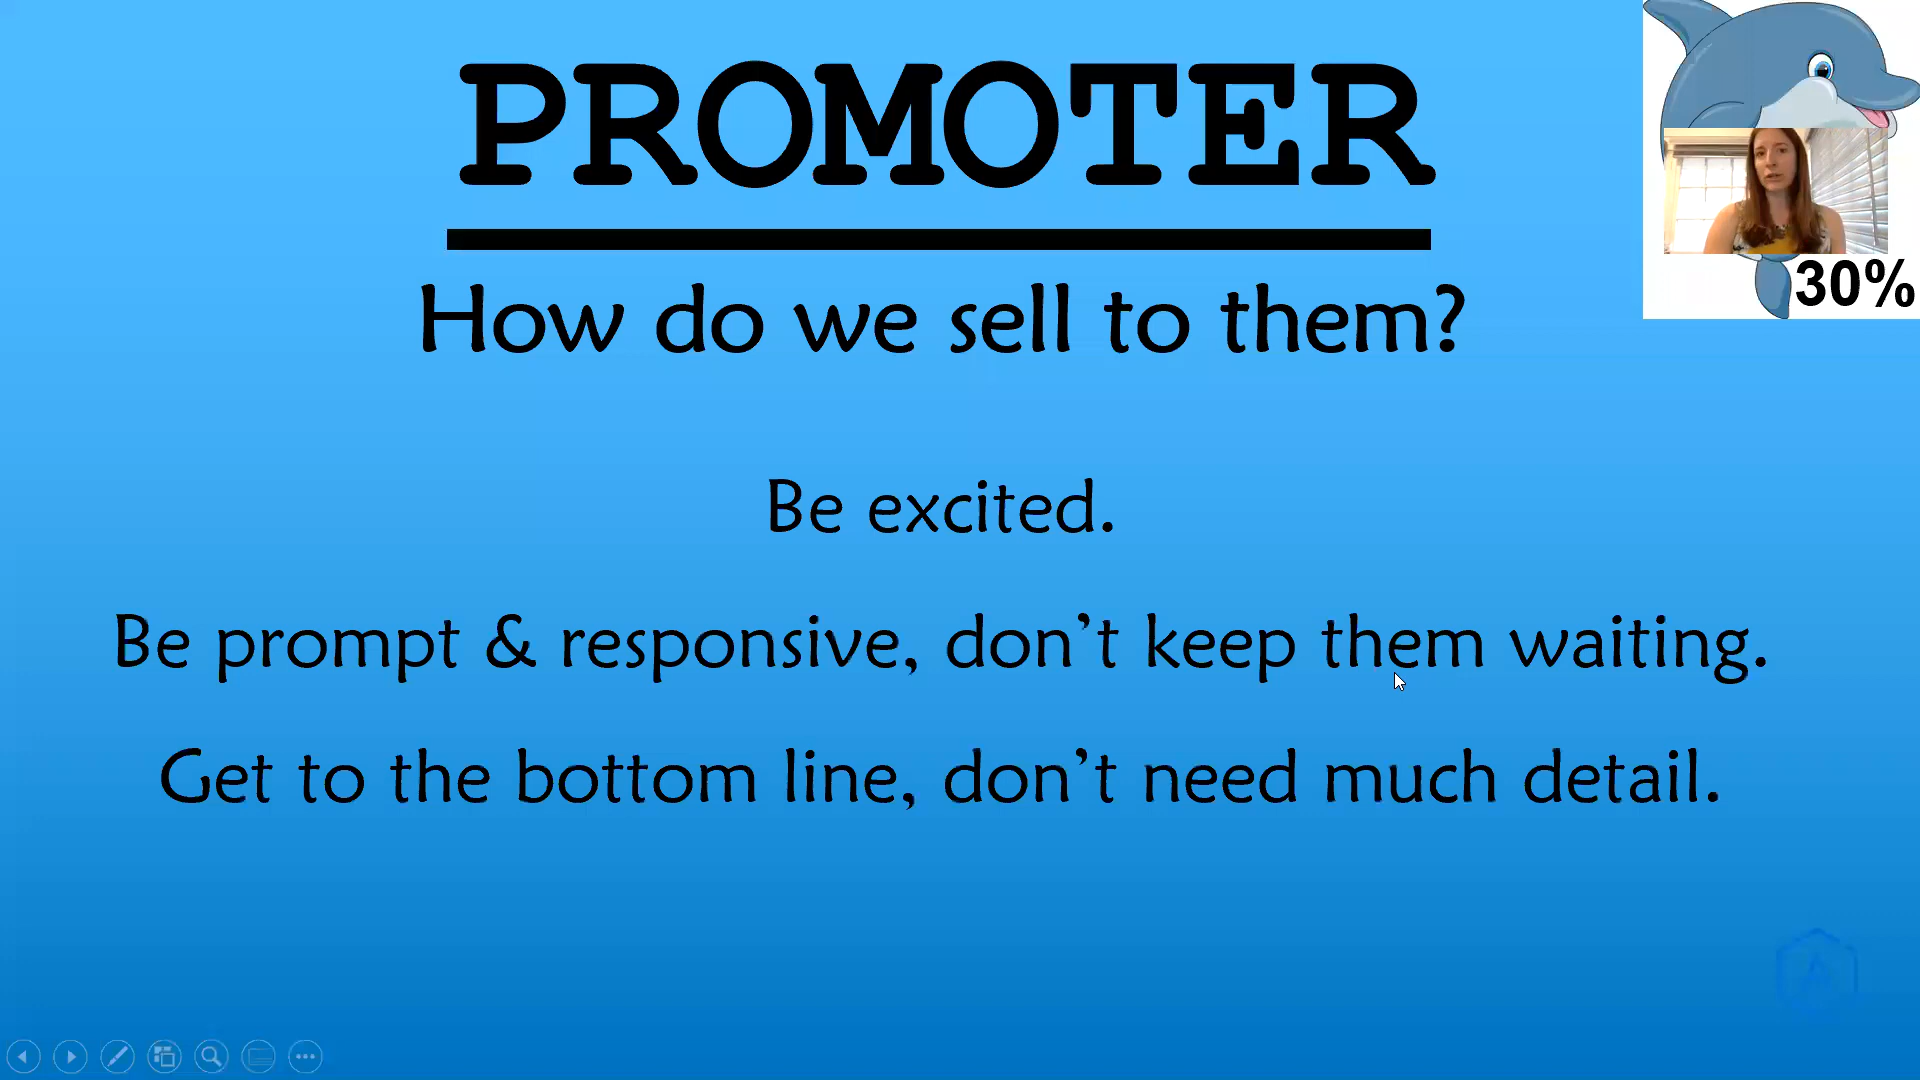 PROMOTER
How do we sell to them?
30%
Be excited.
Be prompt & responsive, don’t keep them waiting.
Get to the bottom line, don’t need much detail.